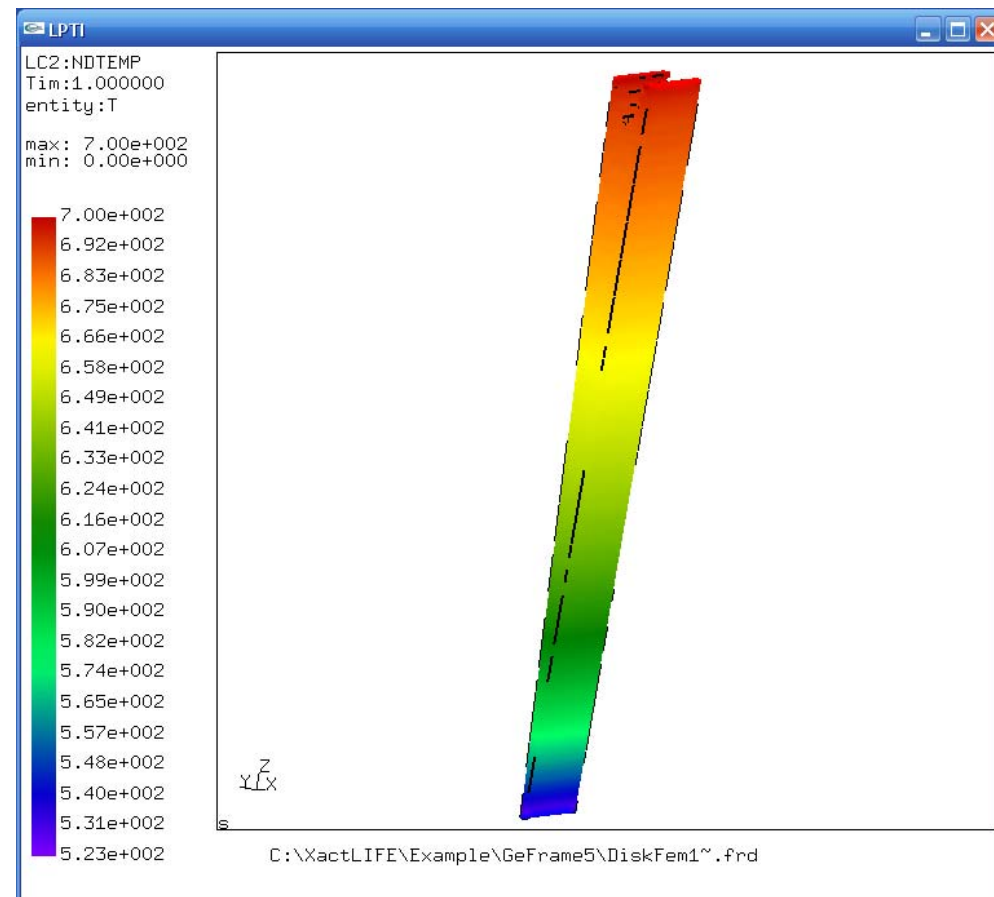 LPTI
LC2:NDTEMP
Tim:1.000000
entity:T
max: 7.00e+002
min: 0.00e+000
7.00e+002
6.92e+002
6.83e+002
6.75e+002
6.66e+002
6.58e+002
6.49e+002
6.41e+002
6.33e+002
6.24e+002
6.16e+002
6.07e+002
5.99e+002
5.90e+002
5.82e+002
5.74e+002
5.65e+002
5.57e+002
5.48e+002
5.40e+002
5.31e+002
5.23e+002
Z
Y X
s
C:\XactLIFE\Example\GeFrame5\DiskFem1~.frd